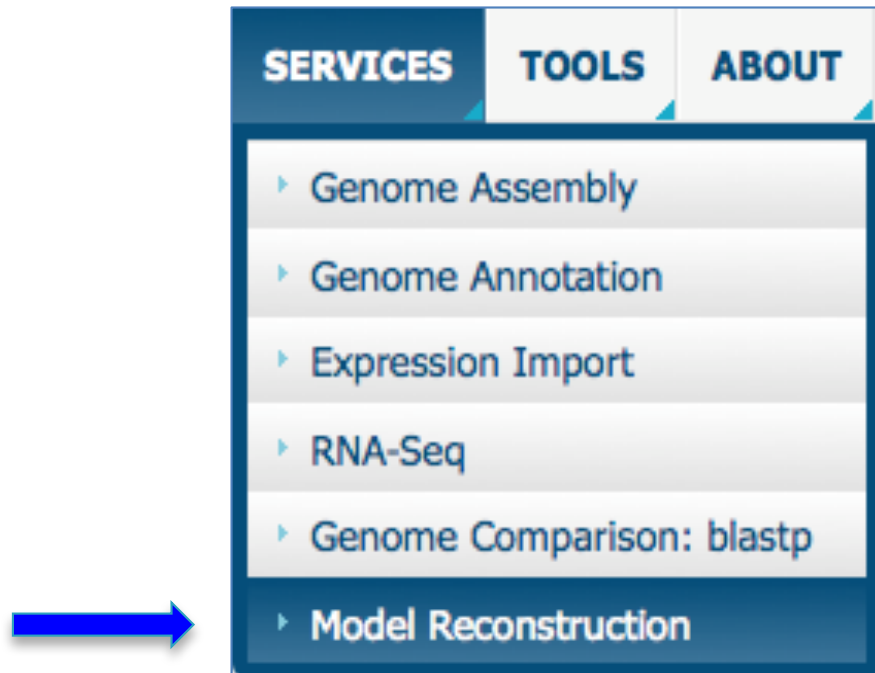 SERVICES TOOLS ABOUT
Genome Assembly
Genome Annotation
Expression Import
RNA-Seq
Genome Comparison: blastp
Model Reconstruction